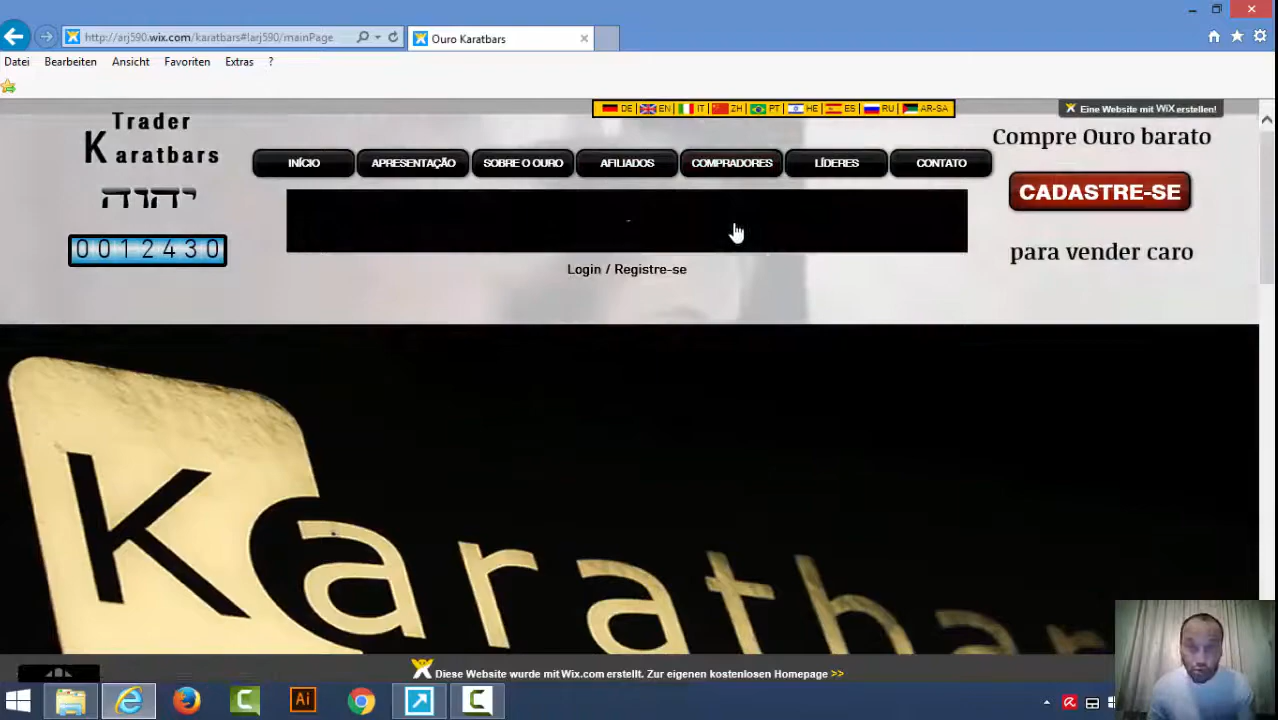 http://arj590.wix.com/karatbars#!arj590/mainPage
Ouro Karatbars
Datei Bearbeiten Ansicht Favoriten Extras ?
DE EN IT ZH PT HE ES RU AR-SA
Eine Website mit WiX erstellen!
Trader
Karatbars
יהוה
0012430
INÍCIO APRESENTAÇÃO SOBRE O OURO AFILIADOS COMPRADORES LÍDERES CONTATO
Login / Registre-se
Compre Ouro barato
CADASTRE-SE
para vender caro
Karatbar
Diese Website wurde mit Wix.com erstellt. Zur eigenen kostenlosen Homepage >>
Ai